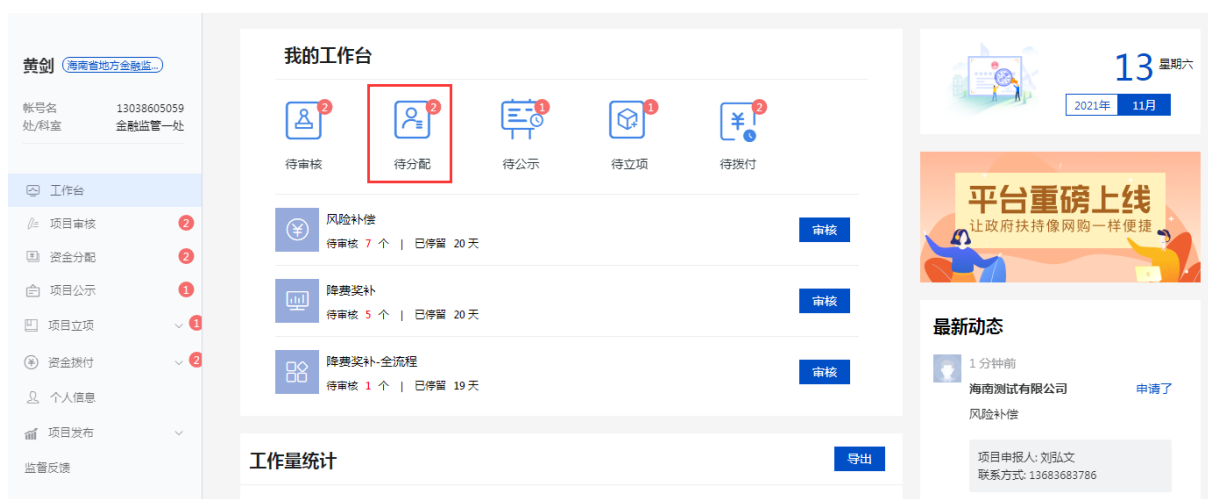 黄剑 海南省地方金融监...
帐号名 13038605059
处/科室 金融监管一处
工作台
项目审核 2
资金分配 2
项目公示 1
项目立项 1
资金拨付 2
个人信息
项目发布
监督反馈
我的工作台
2 2 1 1 2
待审核 待分配 待公示 待立项 待拨付
风险补偿
待审核 7 个 | 已停留 20 天
审核
降费奖补
待审核 5 个 | 已停留 20 天
审核
降费奖补-全流程
待审核 1 个 | 已停留 19 天
审核
工作量统计 导出
13 星期六
2021年 11月
平台重磅上线
让政府扶持像网购一样便捷
最新动态
1 分钟前
海南测试有限公司 申请了
风险补偿
项目申报人: 刘弘文
联系方式: 13683683786